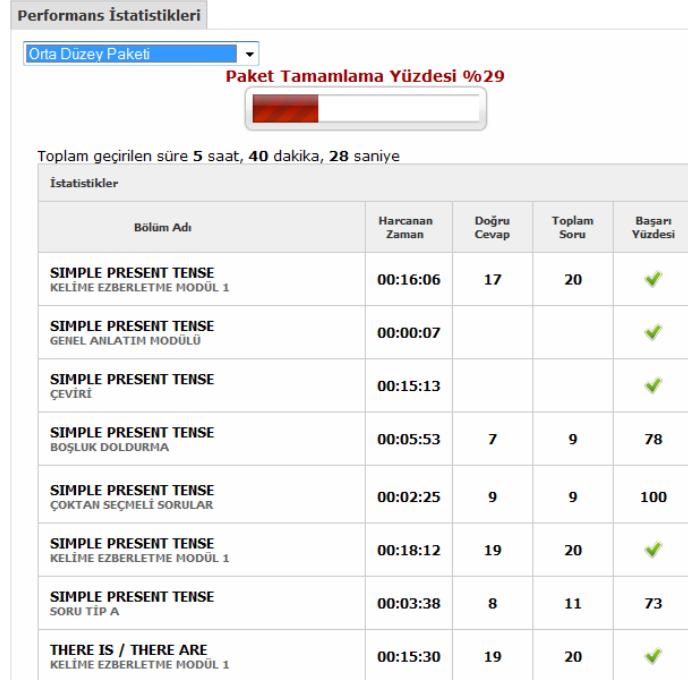 Performans İstatistikleri
Orta Düzey Paketi
Paket Tamamlama Yüzdesi %29
Toplam geçirilen süre 5 saat, 40 dakika, 28 saniye
İstatistikler
Bölüm Adı Harcanan Zaman Doğru Cevap Toplam Soru Başarı Yüzdesi
SIMPLE PRESENT TENSE
KELİME EZBERLETME MODÜL 1
00:16:06 17 20
SIMPLE PRESENT TENSE
GENEL ANLATIM MODÜLÜ
00:00:07
SIMPLE PRESENT TENSE
ÇEVİRİ
00:15:13
SIMPLE PRESENT TENSE
BOŞLUK DOLDURMA
00:05:53 7 9 78
SIMPLE PRESENT TENSE
ÇOKTAN SEÇMELİ SORULAR
00:02:25 9 9 100
SIMPLE PRESENT TENSE
KELİME EZBERLETME MODÜL 1
00:18:12 19 20
SIMPLE PRESENT TENSE
SORU TİP A
00:03:38 8 11 73
THERE IS / THERE ARE
KELİME EZBERLETME MODÜL 1
00:15:30 19 20